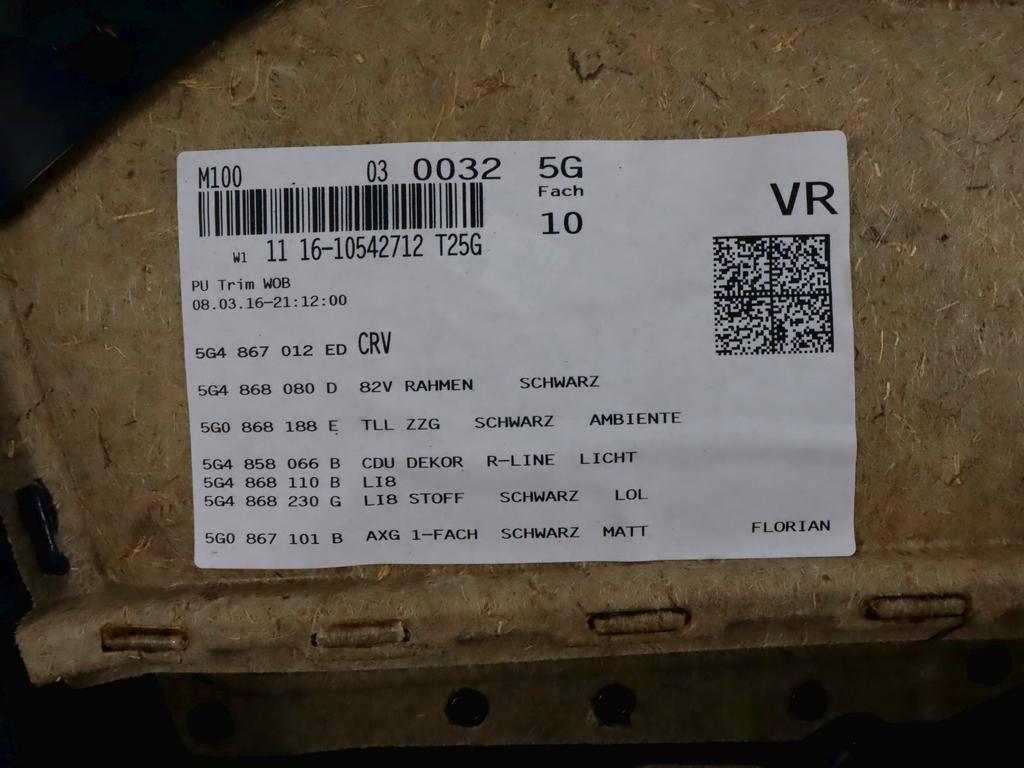 M100 03 0032 5G
Fach
VR
10
W1 11 16-10542712 T25G
PU Trim WOB
08.03.16-21:12:00
5G4 867 012 ED CRV
5G4 868 080 D 82V RAHMEN SCHWARZ
5G0 868 188 E TLL ZZG SCHWARZ AMBIENTE
5G4 858 066 B CDU DEKOR R-LINE LICHT
5G4 868 110 B LI8
5G4 868 230 G LI8 STOFF SCHWARZ LOL
5G0 867 101 B AXG 1-FACH SCHWARZ MATT FLORIAN